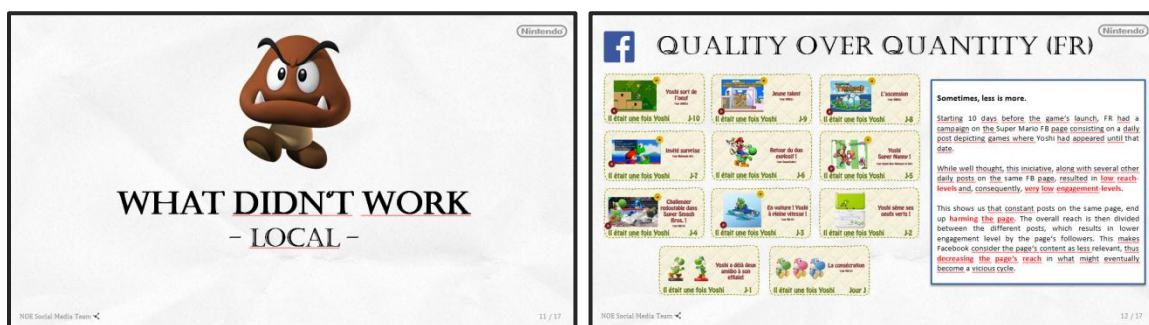 Nintendo
WHAT DIDN'T WORK
- LOCAL -
NOE Social Media Team
11 / 17
Nintendo
QUALITY OVER QUANTITY (FR)
Yoshi sort de
l'oeuf
Il était une fois Yoshi J-10
Jeune talent
Il était une fois Yoshi J-9
L'ascension
Il était une fois Yoshi J-8
Invité surprise
Il était une fois Yoshi J-7
Retour du duo
explosif !
Il était une fois Yoshi J-6
Yoshi
Super Nanny !
Il était une fois Yoshi J-5
Challenger
redoutable dans
Super Smash
Bros. !
Il était une fois Yoshi J-4
En voiture ! Yoshi
à pleine vitesse !
Il était une fois Yoshi J-3
Yoshi sème ses
oeufs verts !
Il était une fois Yoshi J-2
Yoshi a déjà deux
amiibo à son
effigie!
Il était une fois Yoshi J-1
La consécration
Il était une fois Yoshi Jour J
Sometimes, less is more.
Starting 10 days before the game's launch, FR had a
campaign on the Super Mario FB page consisting on a daily
post depicting games where Yoshi had appeared until that
date.
While well thought, this initiative, along with several other
daily posts on the same FB page, resulted in low reach
levels and, consequently, very low engagement levels.
This shows us that constant posts on the same page, end
up harming the page. The overall reach is then divided
between the different posts, which results in lower
engagement level by the page's followers. This makes
Facebook consider the page's content as less relevant, thus
decreasing the page's reach in what might eventually
become a vicious cycle.
NOE Social Media Team
12 / 17